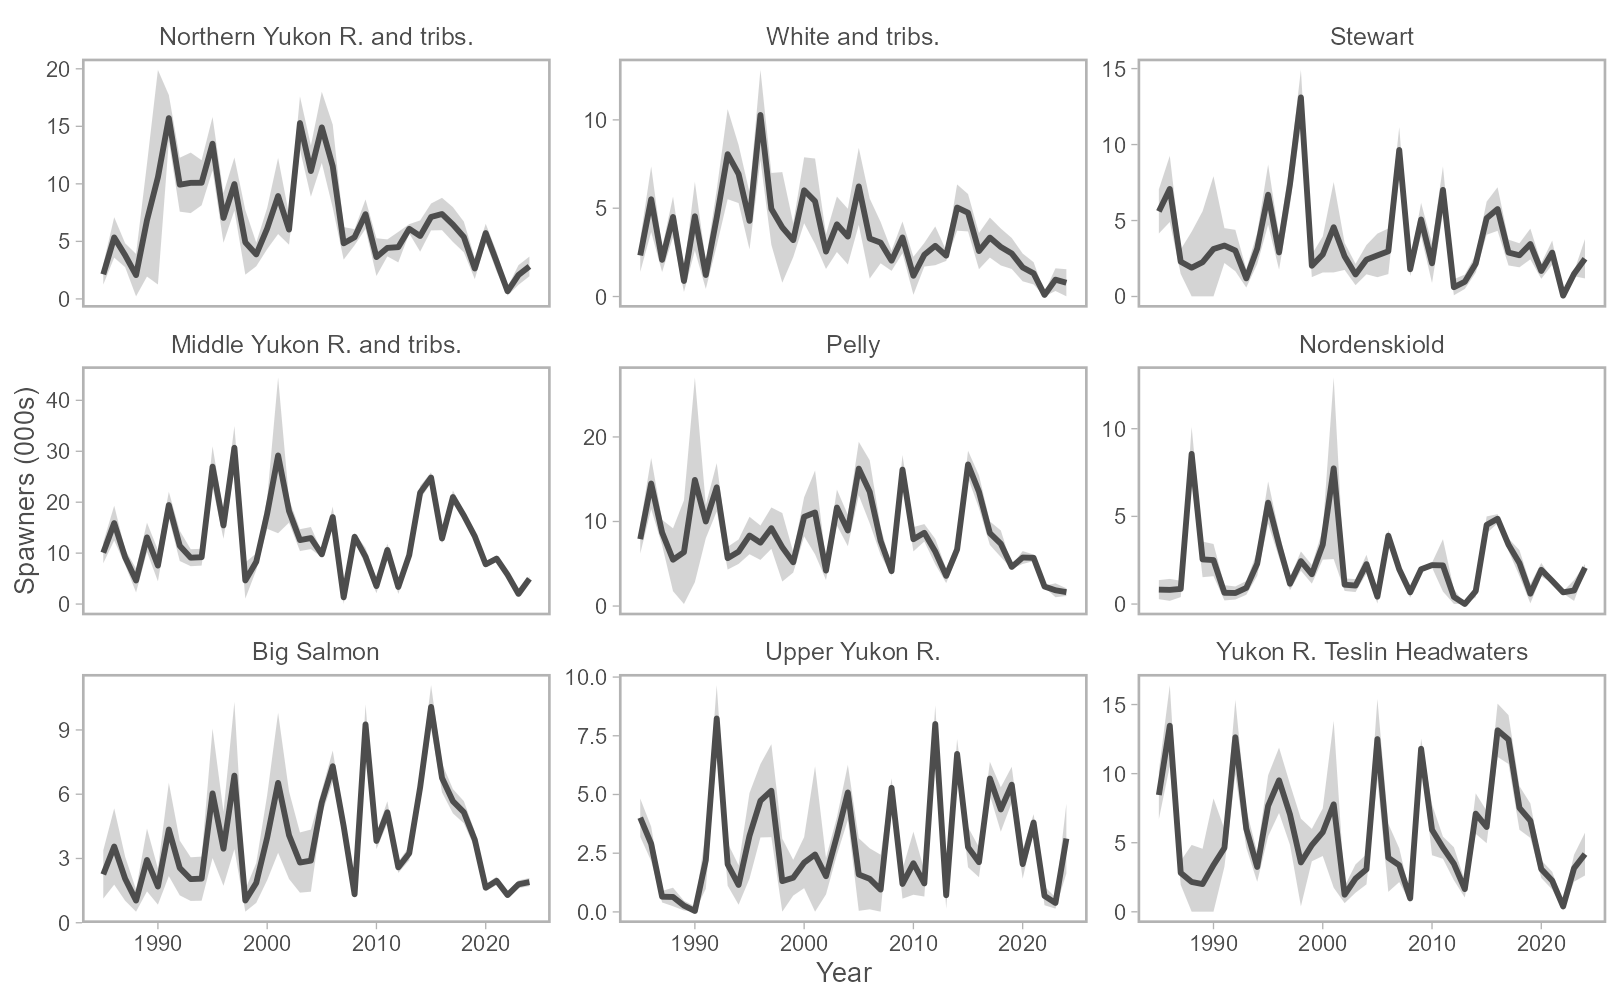 Northern Yukon R. and tribs.
White and tribs.
Stewart
20
15
10
5
0
10
5
0
15
10
5
0
Middle Yukon R. and tribs.
Pelly
Nordenskiold
Spawners (000s)
40
30
20
10
0
20
10
0
10
5
0
Big Salmon
Upper Yukon R.
Yukon R. Teslin Headwaters
9
6
3
0
10.0
7.5
5.0
2.5
0.0
15
10
5
0
1990 2000 2010 2020
1990 2000 2010 2020
1990 2000 2010 2020
Year